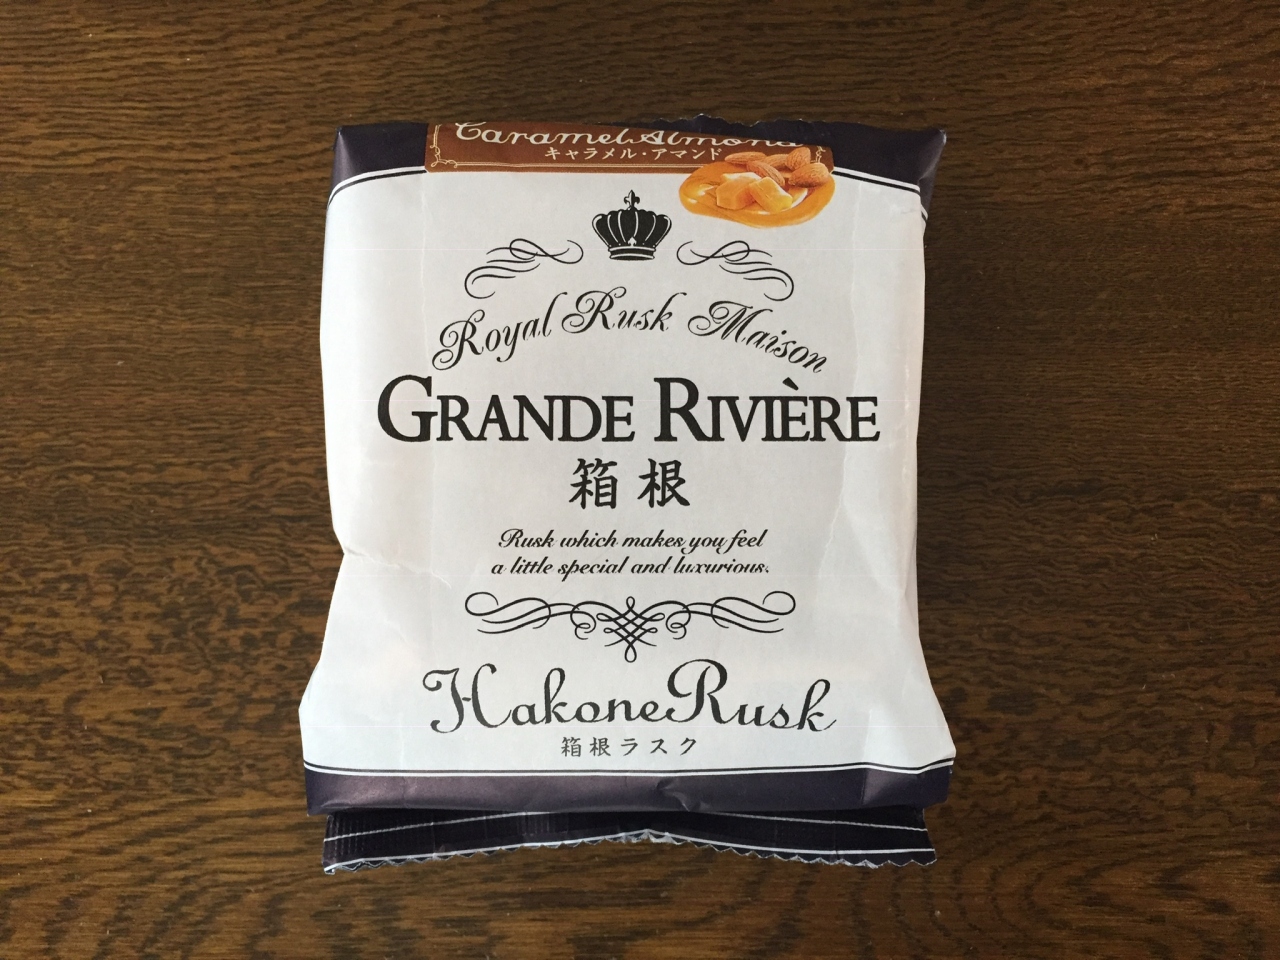 Caramel Almond
キャラメル・アマンド
Royal Rusk Maison
GRANDE RIVIÈRE
箱根
Rusk which makes you feel
a little special and luxurious.
HakoneRusk
箱根ラスク